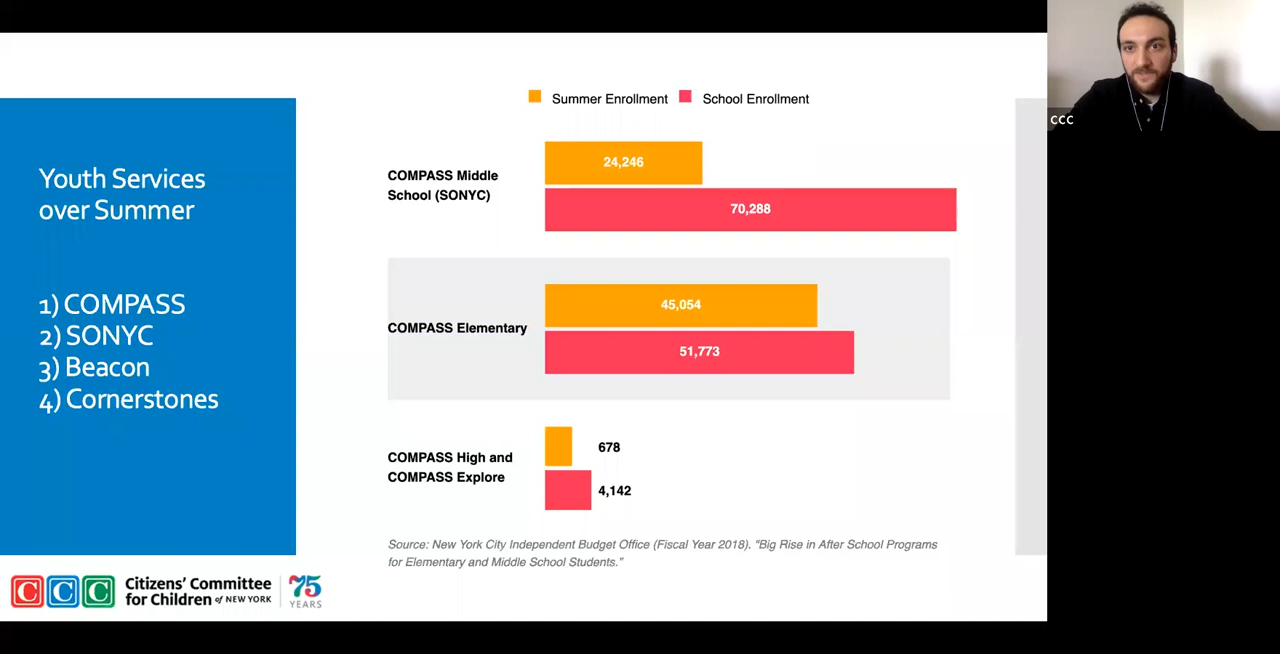 Youth Services
over Summer
1) COMPASS
2) SONYC
3) Beacon
4) Cornerstones
Summer Enrollment
School Enrollment
COMPASS Middle
School (SONYC)
24,246
70,288
COMPASS Elementary
45,054
51,773
COMPASS High and
COMPASS Explore
678
4,142
Source: New York City Independent Budget Office (Fiscal Year 2018). "Big Rise in After School Programs
for Elementary and Middle School Students."
CCC
Citizens' Committee
for Children of NEW YORK
75
YEARS
CCC